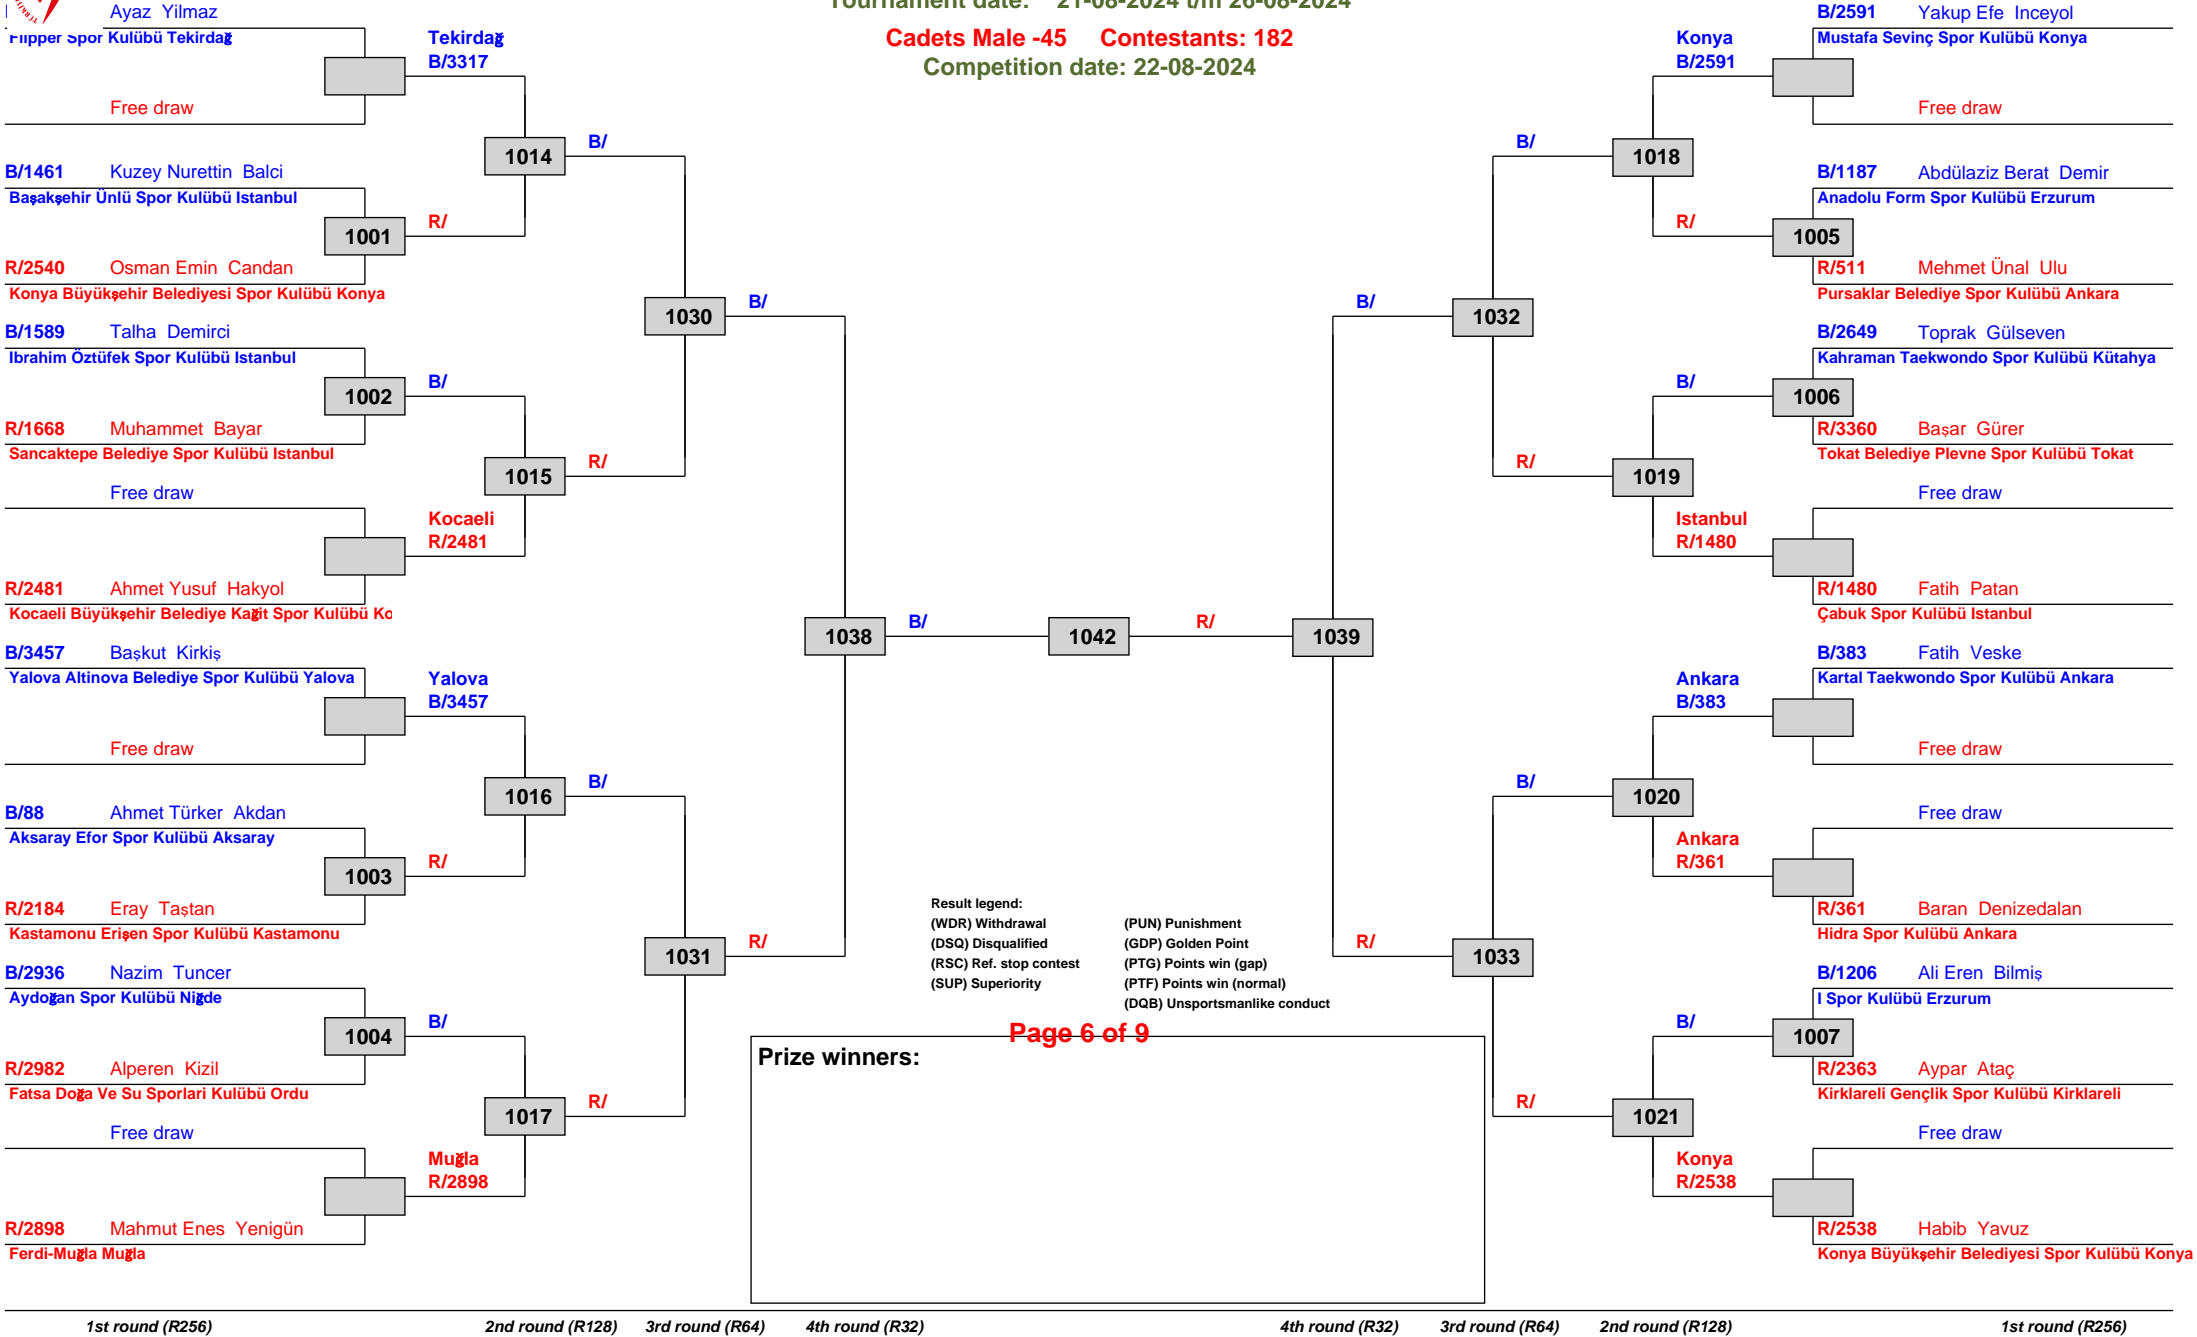 Tournament date: 21-08-2024 t/m 26-08-2024
Cadets Male -45 Contestants: 182
Competition date: 22-08-2024
Ayaz Yilmaz
Flipper Spor Kulübü Tekirdağ
Free draw
Tekirdağ
B/3317
B/1461 Kuzey Nurettin Balci
Başakşehir Ünlü Spor Kulübü Istanbul
1001
R/
R/2540 Osman Emin Candan
Konya Büyükşehir Belediyesi Spor Kulübü Konya
1014
B/
B/1589 Talha Demirci
Ibrahim Öztüfek Spor Kulübü Istanbul
1002
B/
R/1668 Muhammet Bayar
Sancaktepe Belediye Spor Kulübü Istanbul
1015
R/
Free draw
Kocaeli
R/2481
R/2481 Ahmet Yusuf Hakyol
Kocaeli Büyükşehir Belediye Kağit Spor Kulübü Ko
1030
B/
B/3457 Başkut Kirkiş
Yalova Altinova Belediye Spor Kulübü Yalova
Yalova
B/3457
Free draw
1016
B/
B/88 Ahmet Türker Akdan
Aksaray Efor Spor Kulübü Aksaray
1003
R/
R/2184 Eray Taştan
Kastamonu Erişen Spor Kulübü Kastamonu
1031
R/
B/2936 Nazim Tuncer
Aydoğan Spor Kulübü Niğde
1004
B/
R/2982 Alperen Kizil
Fatsa Doğa Ve Su Sporlari Kulübü Ordu
1017
R/
Free draw
Muğla
R/2898
R/2898 Mahmut Enes Yenigün
Ferdi-Muğla Muğla
1038
B/
1042
R/
1039
B/2591 Yakup Efe Inceyol
Mustafa Sevinç Spor Kulübü Konya
Konya
B/2591
Free draw
B/
1018
B/1187 Abdülaziz Berat Demir
Anadolu Form Spor Kulübü Erzurum
R/
1005
R/511 Mehmet Ünal Ulu
Pursaklar Belediye Spor Kulübü Ankara
B/
1032
B/2649 Toprak Gülseven
Kahraman Taekwondo Spor Kulübü Kütahya
B/
1006
R/3360 Başar Gürer
Tokat Belediye Plevne Spor Kulübü Tokat
R/
1019
Free draw
Istanbul
R/1480
R/1480 Fatih Patan
Çabuk Spor Kulübü Istanbul
B/383 Fatih Veske
Kartal Taekwondo Spor Kulübü Ankara
Ankara
B/383
Free draw
B/
1020
Free draw
Ankara
R/361
R/361 Baran Denizedalan
Hidra Spor Kulübü Ankara
R/
1033
B/1206 Ali Eren Bilmiş
I Spor Kulübü Erzurum
B/
1007
R/2363 Aypar Ataç
Kirklareli Gençlik Spor Kulübü Kirklareli
R/
1021
Free draw
Konya
R/2538
R/2538 Habib Yavuz
Konya Büyükşehir Belediyesi Spor Kulübü Konya
Result legend:
(WDR) Withdrawal (PUN) Punishment
(DSQ) Disqualified (GDP) Golden Point
(RSC) Ref. stop contest (PTG) Points win (gap)
(SUP) Superiority (PTF) Points win (normal)
(DQB) Unsportsmanlike conduct
Page 6 of 9
Prize winners:
1st round (R256) 2nd round (R128) 3rd round (R64) 4th round (R32) 4th round (R32) 3rd round (R64) 2nd round (R128) 1st round (R256)